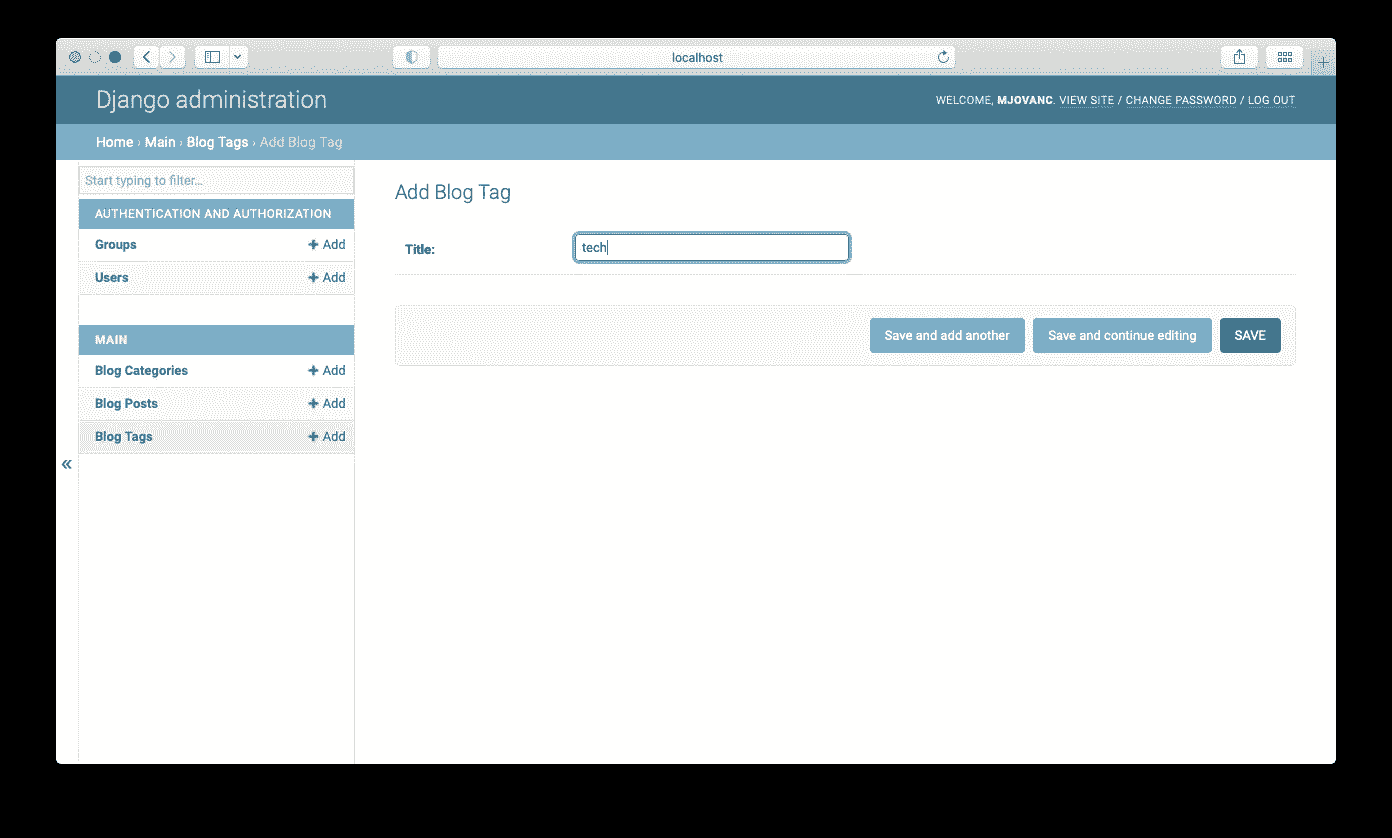 localhost
Django administration
WELCOME, MJOVANC. VIEW SITE / CHANGE PASSWORD / LOG OUT
Home › Main › Blog Tags › Add Blog Tag
Start typing to filter...
AUTHENTICATION AND AUTHORIZATION
Groups + Add
Users + Add
MAIN
Blog Categories + Add
Blog Posts + Add
Blog Tags + Add
«
Add Blog Tag
Title: tech
Save and add another Save and continue editing SAVE